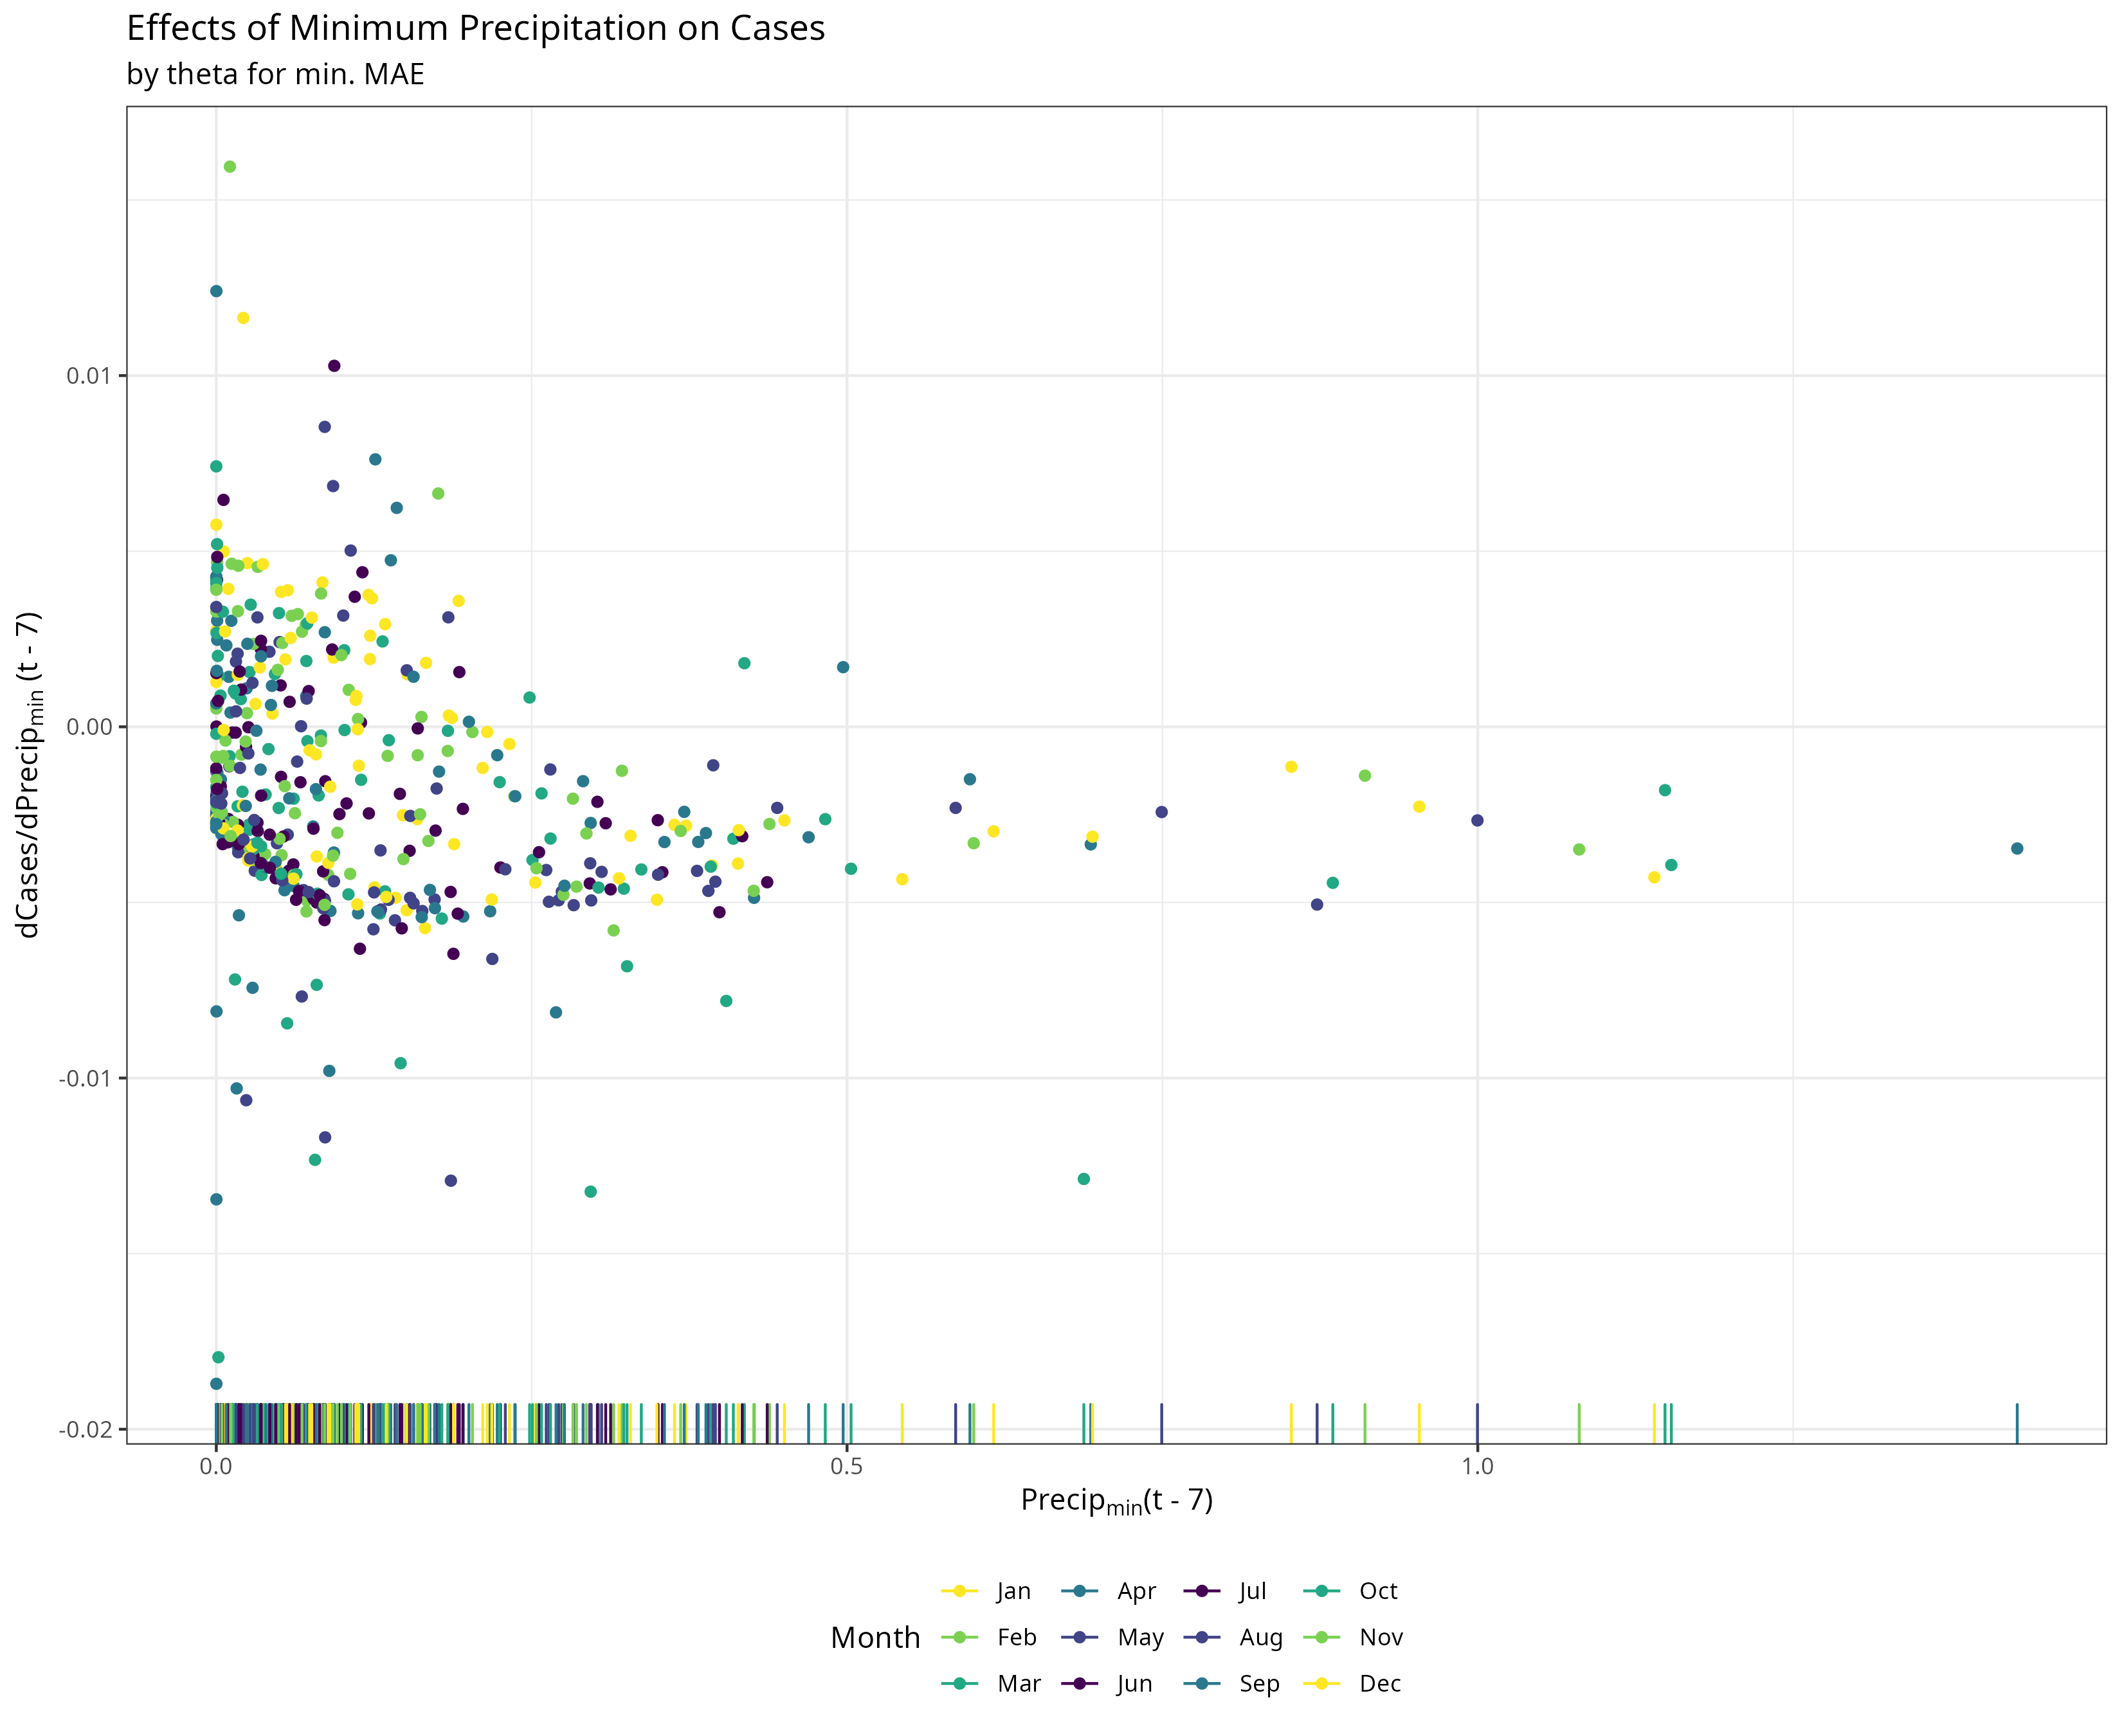 Effects of Minimum Precipitation on Cases
by theta for min. MAE
dCases/dPrecip_min (t - 7)
0.01
0.00
-0.01
-0.02
0.0 0.5 1.0
Precip_min(t - 7)
Month
Jan Apr Jul Oct
Feb May Aug Nov
Mar Jun Sep Dec